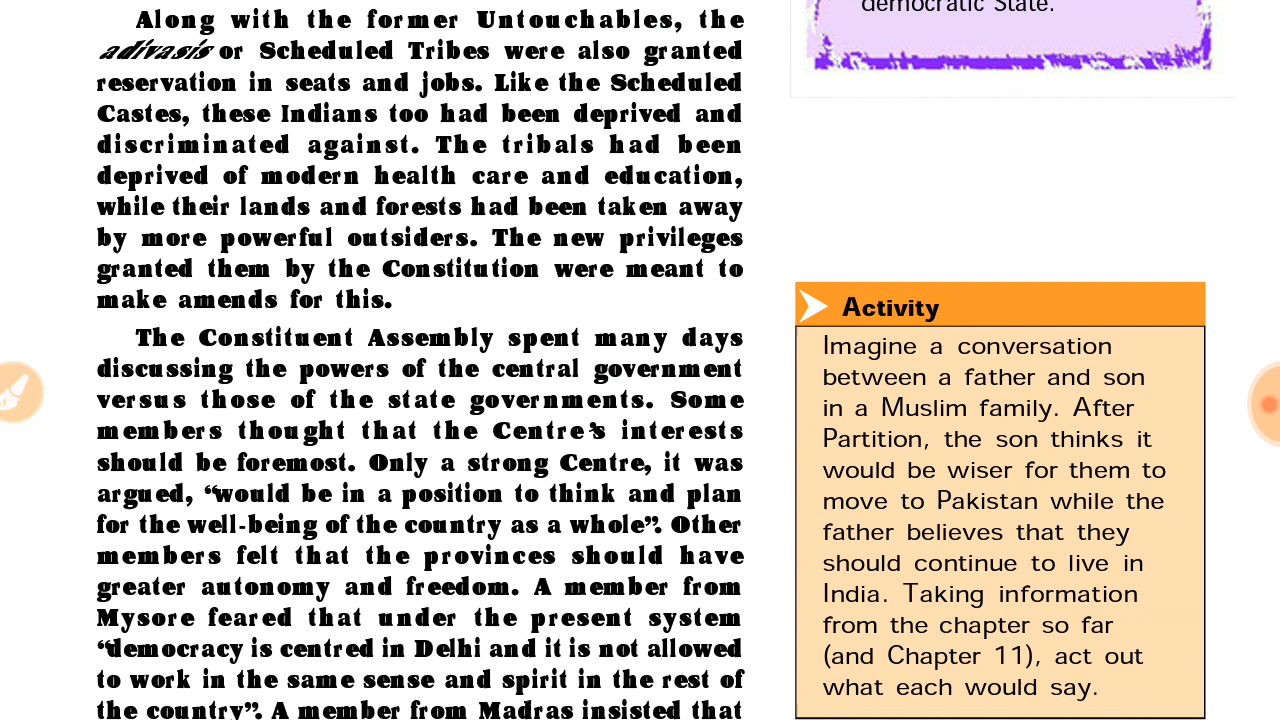 Along with the former Untouchables, the
adivasis or Scheduled Tribes were also granted
reservation in seats and jobs. Like the Scheduled
Castes, these Indians too had been deprived and
discriminated against. The tribals had been
deprived of modern health care and education,
while their lands and forests had been taken away
by more powerful outsiders. The new privileges
granted them by the Constitution were meant to
make amends for this.
The Constituent Assembly spent many days
discussing the powers of the central government
versus those of the state governments. Some
members thought that the Centre’s interests
should be foremost. Only a strong Centre, it was
argued, “would be in a position to think and plan
for the well-being of the country as a whole”. Other
members felt that the provinces should have
greater autonomy and freedom. A member from
Mysore feared that under the present system
“democracy is centred in Delhi and it is not allowed
to work in the same sense and spirit in the rest of
the country”. A member from Madras insisted that
democratic State.
Activity
Imagine a conversation
between a father and son
in a Muslim family. After
Partition, the son thinks it
would be wiser for them to
move to Pakistan while the
father believes that they
should continue to live in
India. Taking information
from the chapter so far
(and Chapter 11), act out
what each would say.